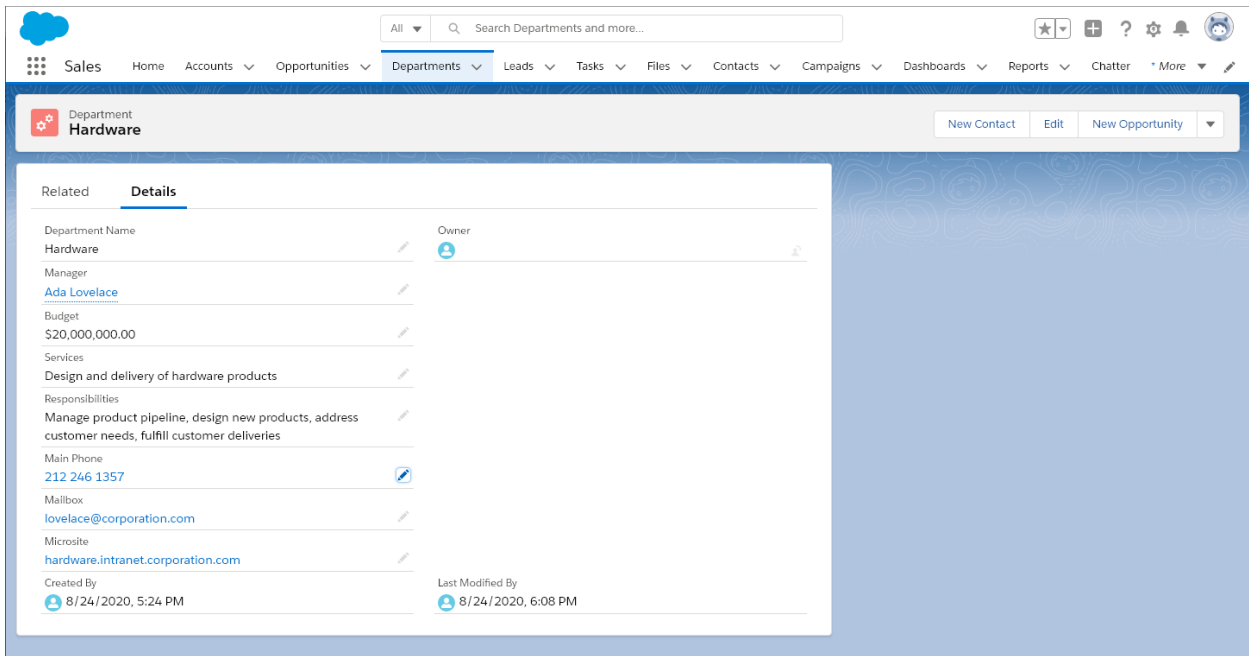 All
Search Departments and more...
Sales Home Accounts Opportunities Departments Leads Tasks Files Contacts Campaigns Dashboards Reports Chatter * More
Department
Hardware
New Contact Edit New Opportunity
Related Details
Department Name
Hardware
Owner
Manager
Ada Lovelace
Budget
$20,000,000.00
Services
Design and delivery of hardware products
Responsibilities
Manage product pipeline, design new products, address
customer needs, fulfill customer deliveries
Main Phone
212 246 1357
Mailbox
lovelace@corporation.com
Microsite
hardware.intranet.corporation.com
Created By
8/24/2020, 5:24 PM
Last Modified By
8/24/2020, 6:08 PM